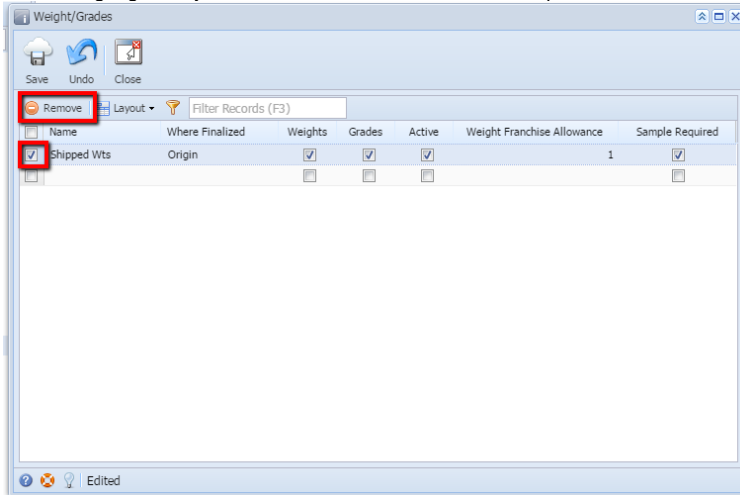 Weight/Grades
Save Undo Close
Remove Layout Filter Records (F3)
Name Where Finalized Weights Grades Active Weight Franchise Allowance Sample Required
Shipped Wts Origin 1
Edited